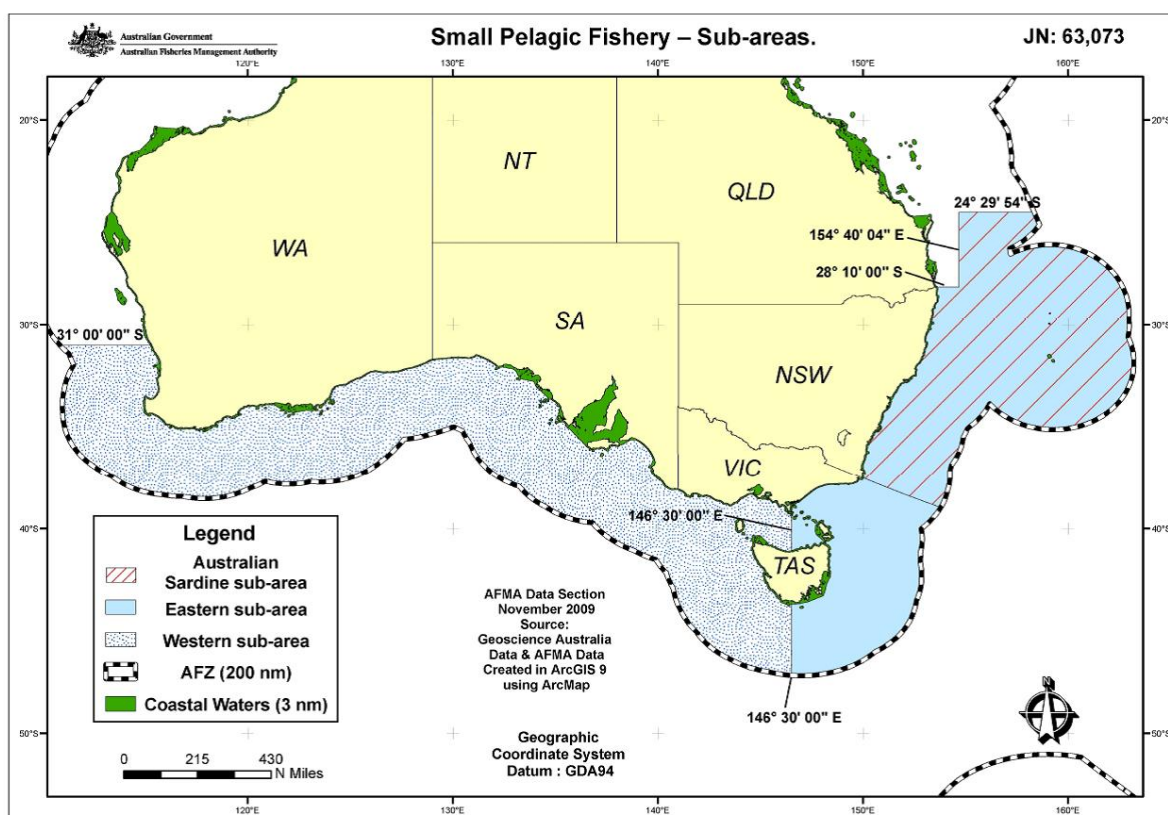 Australian Government
Australian Fisheries Management Authority
Small Pelagic Fishery – Sub-areas.
JN: 63,073
120°E
130°E
140°E
150°E
160°E
20°S
20°S
NT
QLD
24° 29' 54" S
154° 40' 04" E
WA
28° 10' 00" S
SA
30°S
30°S
31° 00' 00" S
NSW
VIC
146° 30' 00" E
40°S
40°S
TAS
Legend
Australian
Sardine sub-area
Eastern sub-area
Western sub-area
AFZ (200 nm)
Coastal Waters (3 nm)
AFMA Data Section
November 2009
Source:
Geoscience Australia
Data & AFMA Data
Created in ArcGIS 9
using ArcMap
146° 30' 00" E
N
50°S
50°S
Geographic
Coordinate System
Datum : GDA94
0 215 430
N Miles
120°E
130°E
140°E
150°E
160°E